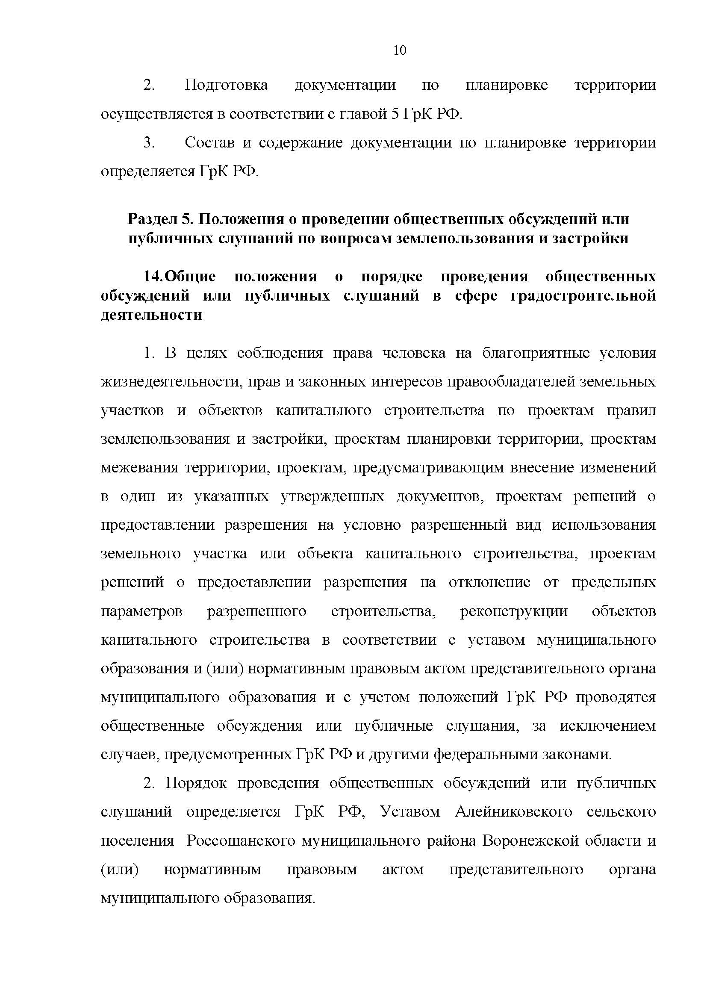 10
2. Подготовка документации по планировке территории
осуществляется в соответствии с главой 5 ГрК РФ.
3. Состав и содержание документации по планировке территории
определяется ГрК РФ.
Раздел 5. Положения о проведении общественных обсуждений или
публичных слушаний по вопросам землепользования и застройки
14.Общие положения о порядке проведения общественных
обсуждений или публичных слушаний в сфере градостроительной
деятельности
1. В целях соблюдения права человека на благоприятные условия
жизнедеятельности, прав и законных интересов правообладателей земельных
участков и объектов капитального строительства по проектам правил
землепользования и застройки, проектам планировки территории, проектам
межевания территории, проектам, предусматривающим внесение изменений
в один из указанных утвержденных документов, проектам решений о
предоставлении разрешения на условно разрешенный вид использования
земельного участка или объекта капитального строительства, проектам
решений о предоставлении разрешения на отклонение от предельных
параметров разрешенного строительства, реконструкции объектов
капитального строительства в соответствии с уставом муниципального
образования и (или) нормативным правовым актом представительного органа
муниципального образования и с учетом положений ГрК РФ проводятся
общественные обсуждения или публичные слушания, за исключением
случаев, предусмотренных ГрК РФ и другими федеральными законами.
2. Порядок проведения общественных обсуждений или публичных
слушаний определяется ГрК РФ, Уставом Алейниковского сельского
поселения Россошанского муниципального района Воронежской области и
(или) нормативным правовым актом представительного органа
муниципального образования.